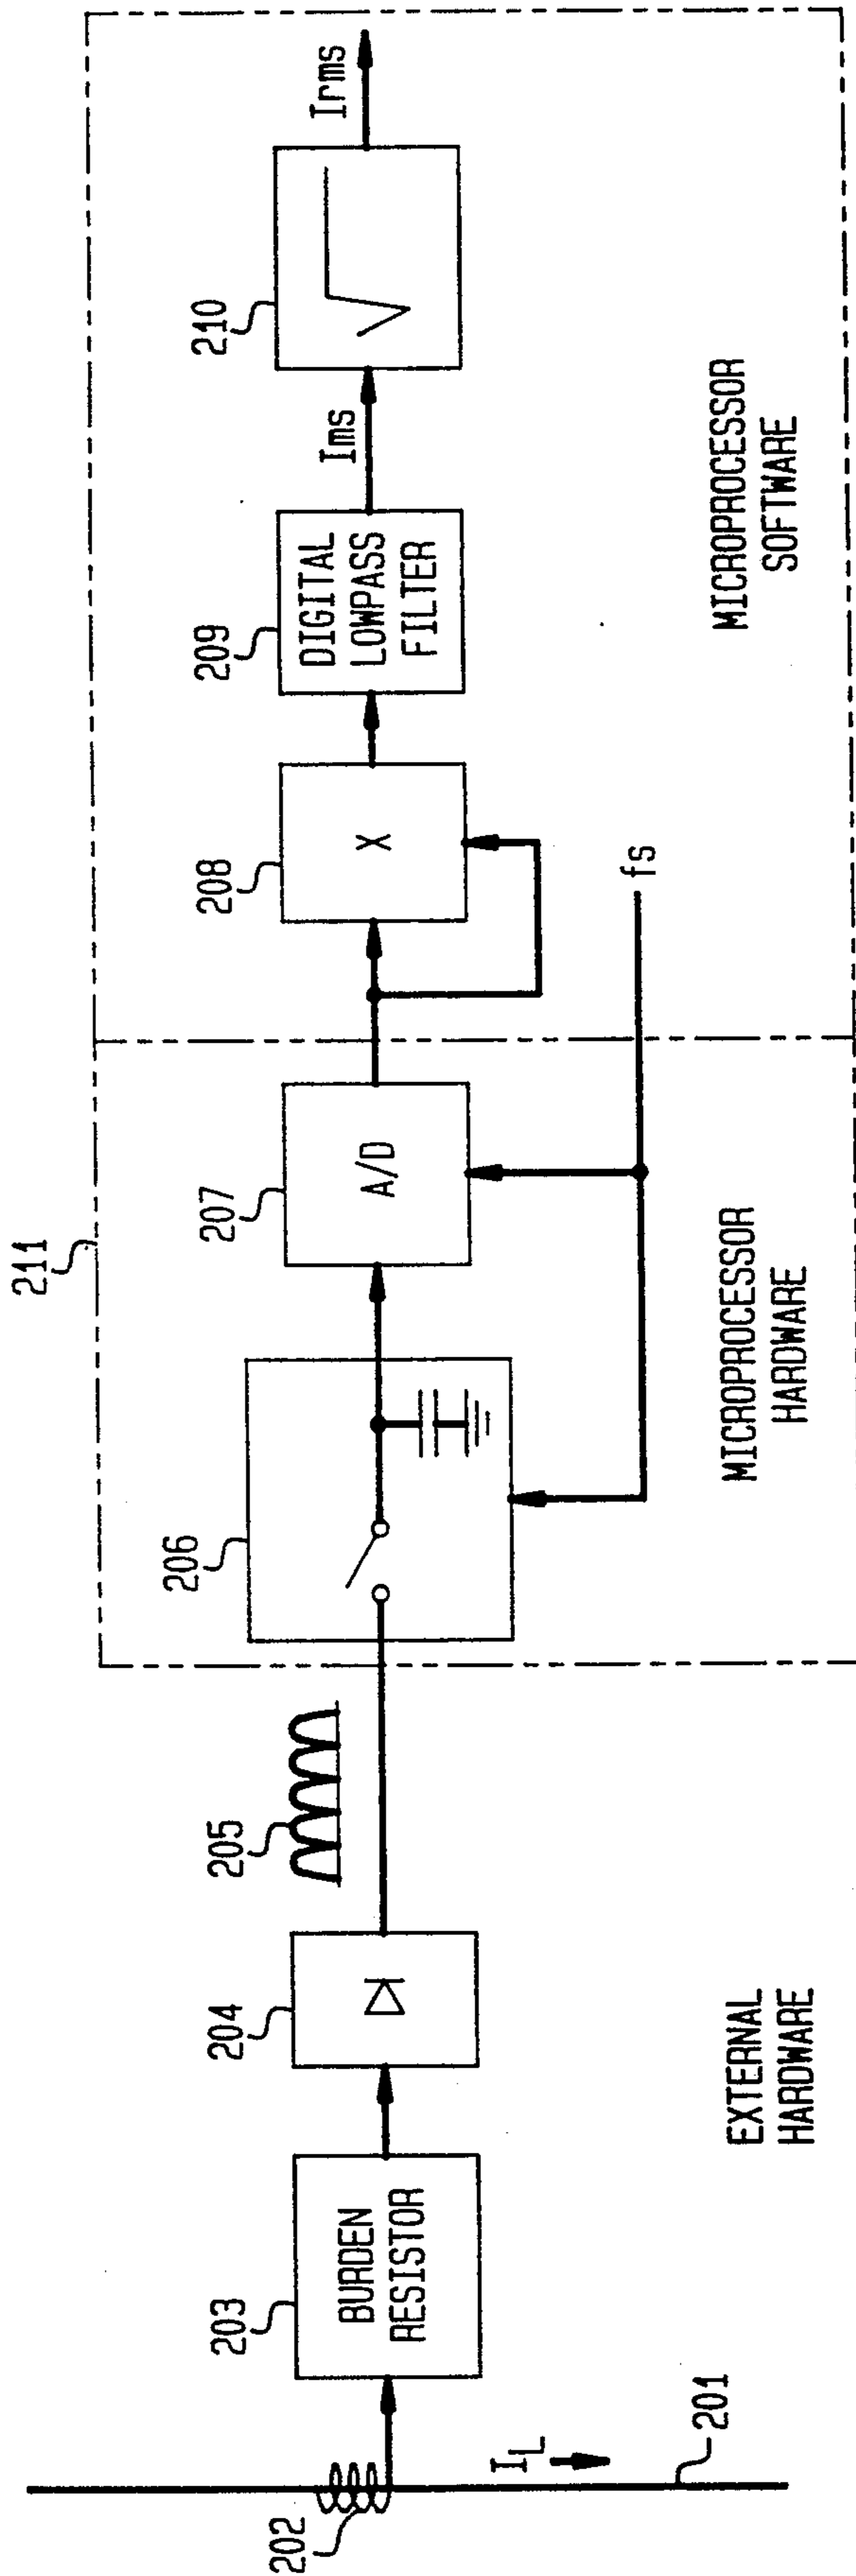 211
202
203
204
205
206
207
208
209
210
BURDEN
RESISTOR
A/D
X
DIGITAL
LOWPASS
FILTER
Ims
Irms
IL
201
fs
EXTERNAL
HARDWARE
MICROPROCESSOR
HARDWARE
MICROPROCESSOR
SOFTWARE